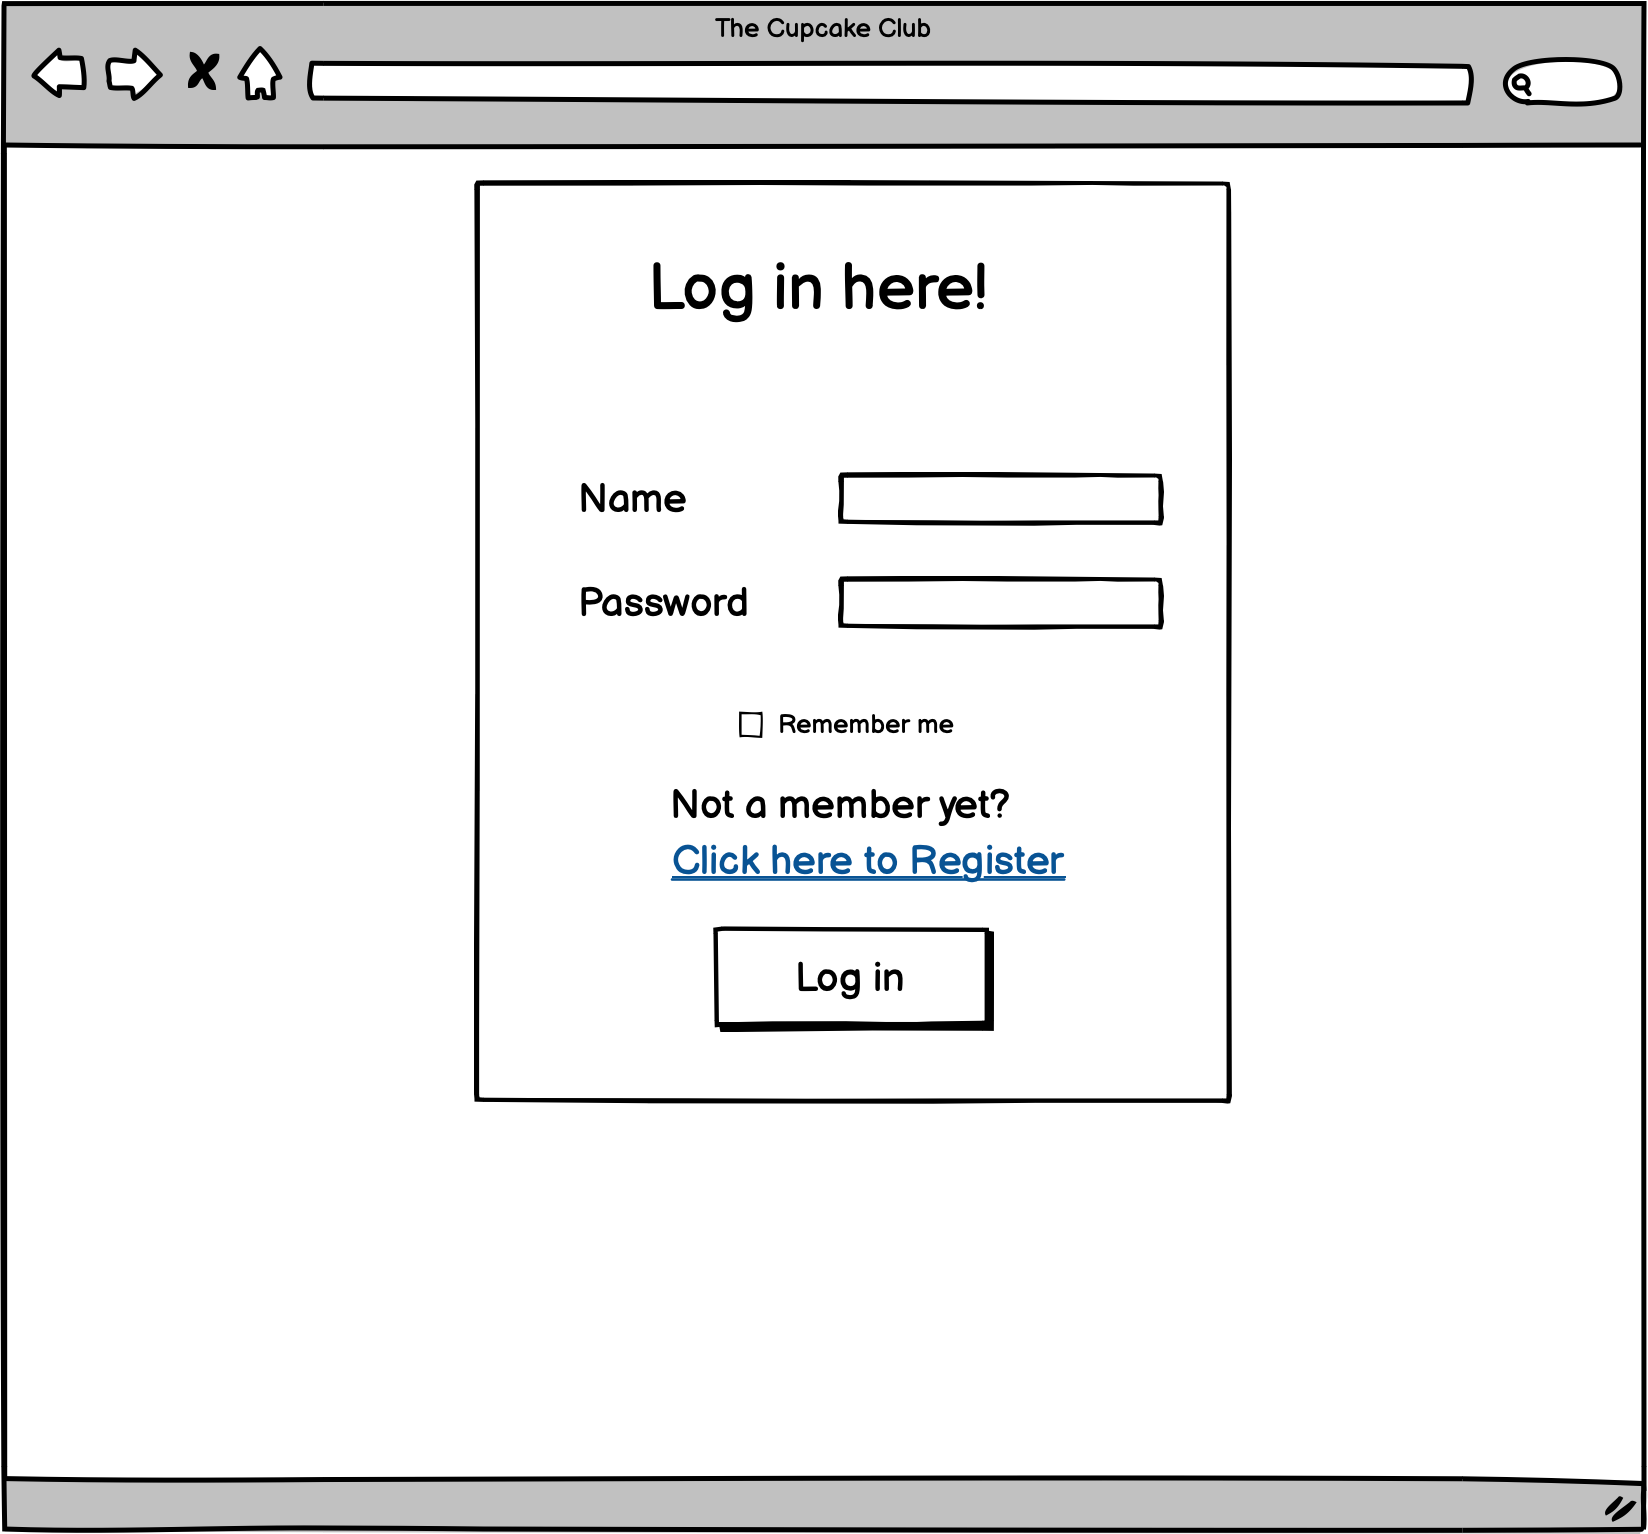 The Cupcake Club
Log in here!
Name
Password
Remember me
Not a member yet?
Click here to Register
Log in